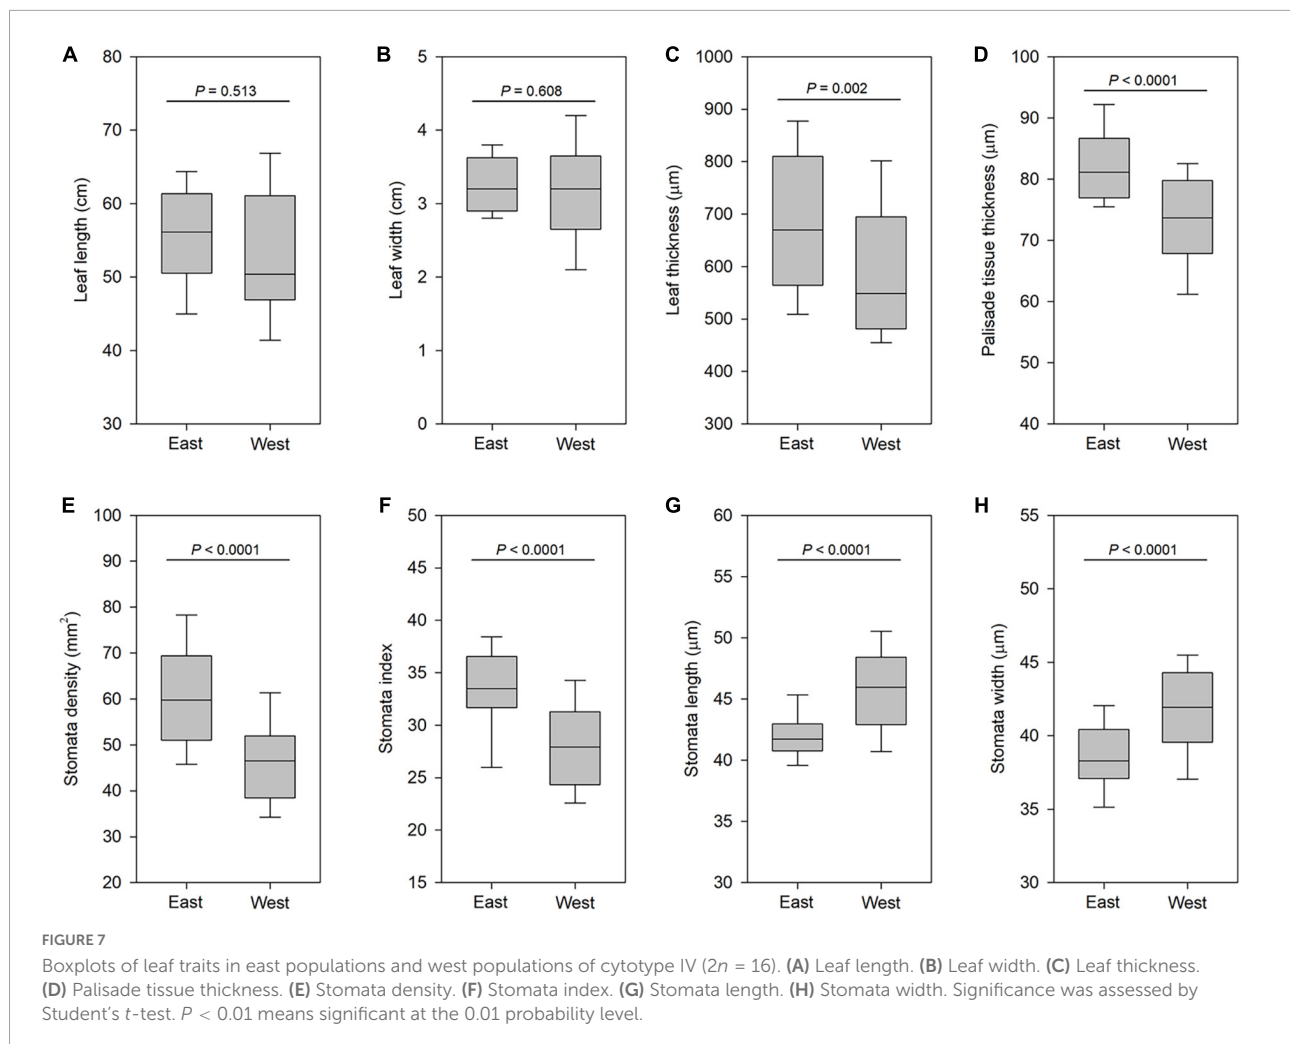 A
80
70
60
50
40
30
Leaf length (cm)
P = 0.513
East West
B
5
4
3
2
1
0
Leaf width (cm)
P = 0.608
East West
C
1000
900
800
700
600
500
400
300
Leaf thickness (μm)
P = 0.002
East West
D
100
90
80
70
60
50
40
Palisade tissue thickness (μm)
P < 0.0001
East West
E
100
90
80
70
60
50
40
30
20
Stomata density (mm²)
P < 0.0001
East West
F
50
45
40
35
30
25
20
15
Stomata index
P < 0.0001
East West
G
60
55
50
45
40
35
30
Stomata length (μm)
P < 0.0001
East West
H
55
50
45
40
35
30
Stomata width (μm)
P < 0.0001
East West
FIGURE 7
Boxplots of leaf traits in east populations and west populations of cytotype IV (2n = 16). (A) Leaf length. (B) Leaf width. (C) Leaf thickness.
(D) Palisade tissue thickness. (E) Stomata density. (F) Stomata index. (G) Stomata length. (H) Stomata width. Significance was assessed by
Student's t-test. P < 0.01 means significant at the 0.01 probability level.